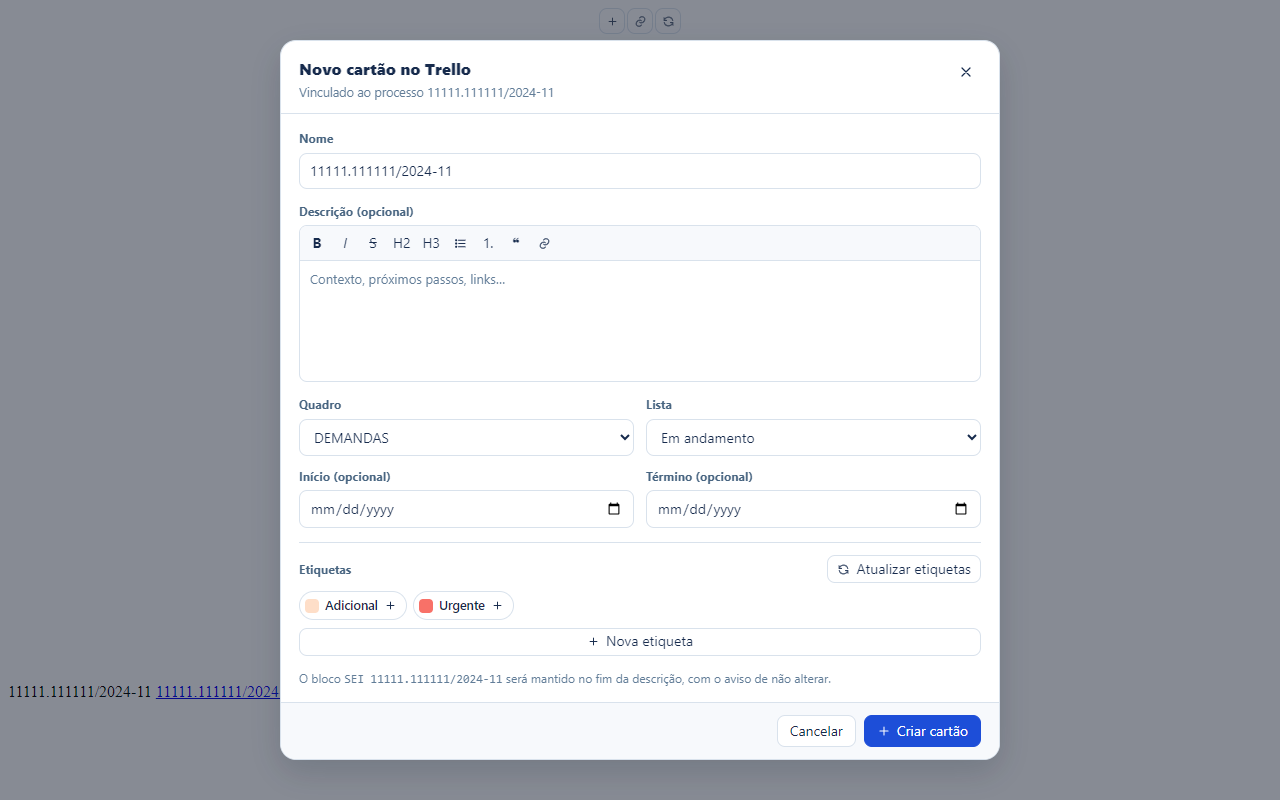 Novo cartão no Trello
Vinculado ao processo 11111.111111/2024-11
Nome
11111.111111/2024-11
Descrição (opcional)
B I S H2 H3 1. ❝
Contexto, próximos passos, links...
Quadro Lista
DEMANDAS Em andamento
Início (opcional) Término (opcional)
mm/dd/yyyy mm/dd/yyyy
Etiquetas Atualizar etiquetas
Adicional + Urgente +
+ Nova etiqueta
O bloco SEI 11111.111111/2024-11 será mantido no fim da descrição, com o aviso de não alterar.
11111.111111/2024-11 11111.111111/2024
Cancelar + Criar cartão